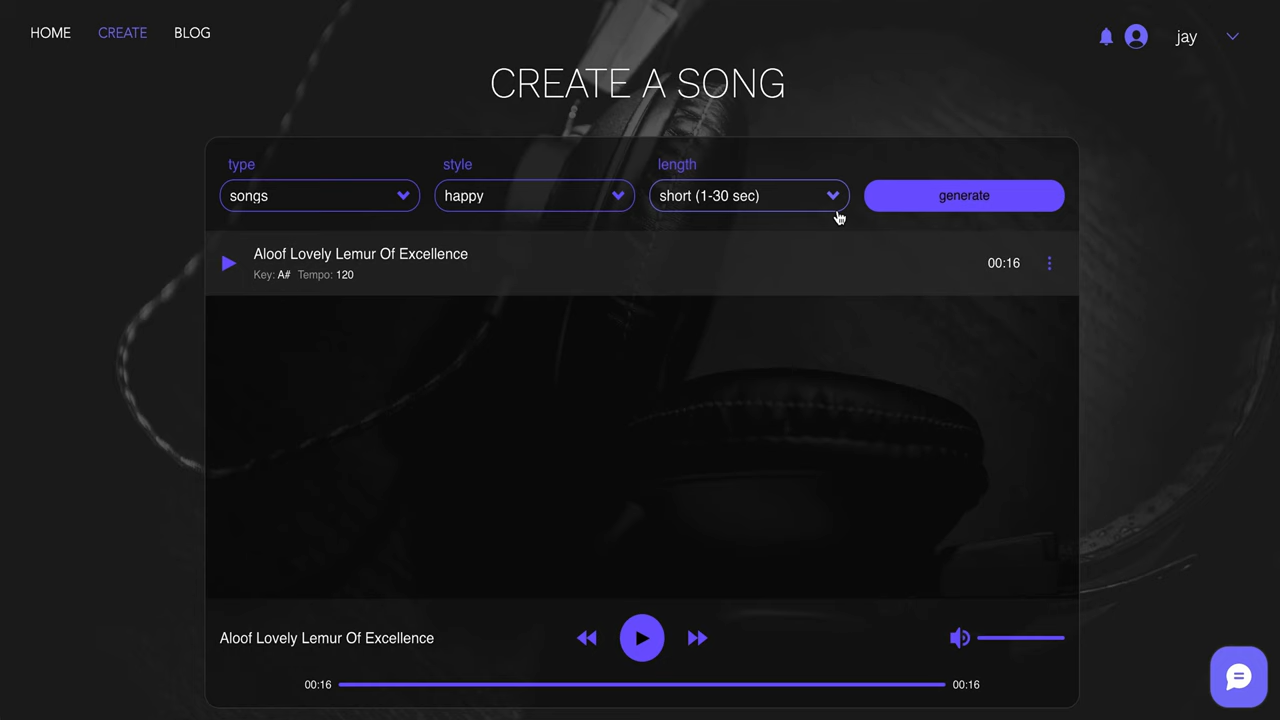 HOME CREATE BLOG jay
CREATE A SONG
type style length
songs happy short (1-30 sec) generate
Aloof Lovely Lemur Of Excellence
00:16
Key: A# Tempo: 120
Aloof Lovely Lemur Of Excellence
00:16 00:16